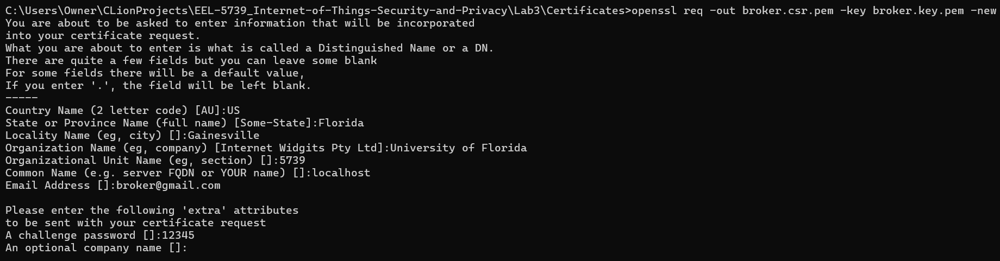 C:\Users\Owner\CLionProjects\EEL-5739_Internet-of-Things-Security-and-Privacy\Lab3\Certificates>openssl req -out broker.csr.pem -key broker.key.pem -new
You are about to be asked to enter information that will be incorporated
into your certificate request.
What you are about to enter is what is called a Distinguished Name or a DN.
There are quite a few fields but you can leave some blank
For some fields there will be a default value,
If you enter '.', the field will be left blank.
-----
Country Name (2 letter code) [AU]:US
State or Province Name (full name) [Some-State]:Florida
Locality Name (eg, city) []:Gainesville
Organization Name (eg, company) [Internet Widgits Pty Ltd]:University of Florida
Organizational Unit Name (eg, section) []:5739
Common Name (e.g. server FQDN or YOUR name) []:localhost
Email Address []:broker@gmail.com

Please enter the following 'extra' attributes
to be sent with your certificate request
A challenge password []:12345
An optional company name []: